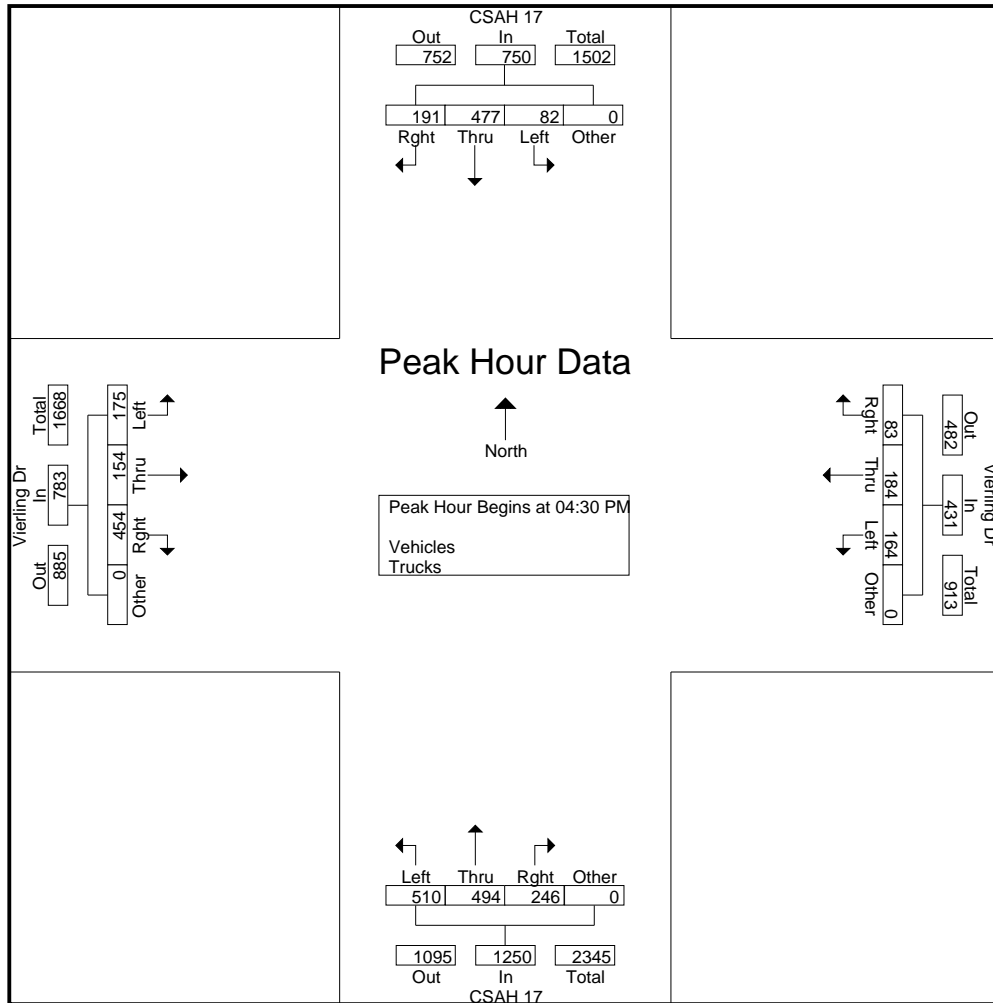 CSAH 17
Out In Total
752 750 1502
191 477 82 0
Rght Thru Left Other
Peak Hour Data
North
Peak Hour Begins at 04:30 PM
Vehicles
Trucks
Vierling Dr
Total In Out
1668 783 885
175 154 454 0
Left Thru Rght Other
Vierling Dr
Out In Total
482 431 913
83 184 164 0
Rght Thru Left Other
Left Thru Rght Other
510 494 246 0
1095 1250 2345
Out In Total
CSAH 17